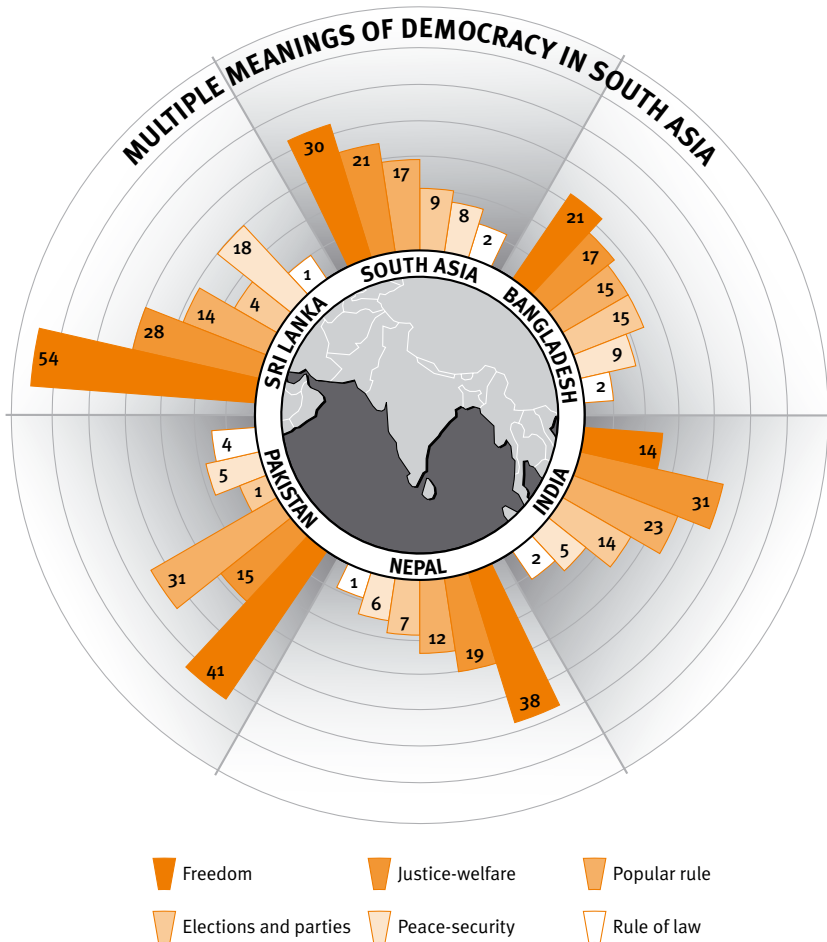 MULTIPLE MEANINGS OF DEMOCRACY IN SOUTH ASIA
SOUTH ASIA
30
21
17
9
8
2
BANGLADESH
21
17
15
15
9
2
INDIA
14
31
23
14
5
2
NEPAL
38
19
12
7
6
1
PAKISTAN
41
15
31
1
5
4
SRI LANKA
54
28
14
4
18
1
Freedom
Justice-welfare
Popular rule
Elections and parties
Peace-security
Rule of law